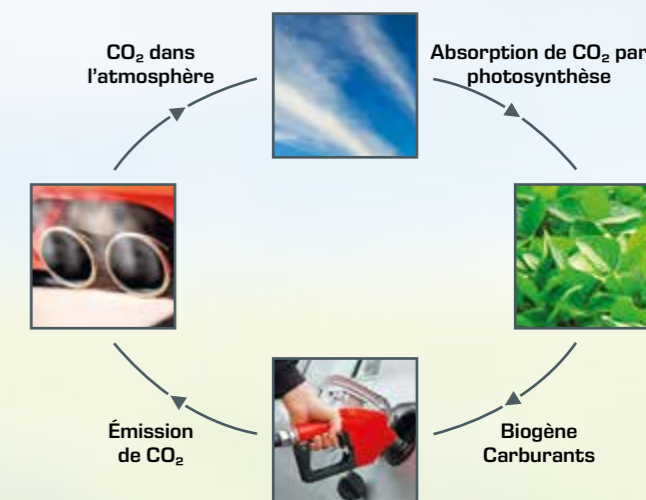 CO₂ dans
l'atmosphère
Absorption de CO₂ par
photosynthèse
Émission
de CO₂
Biogène
Carburants